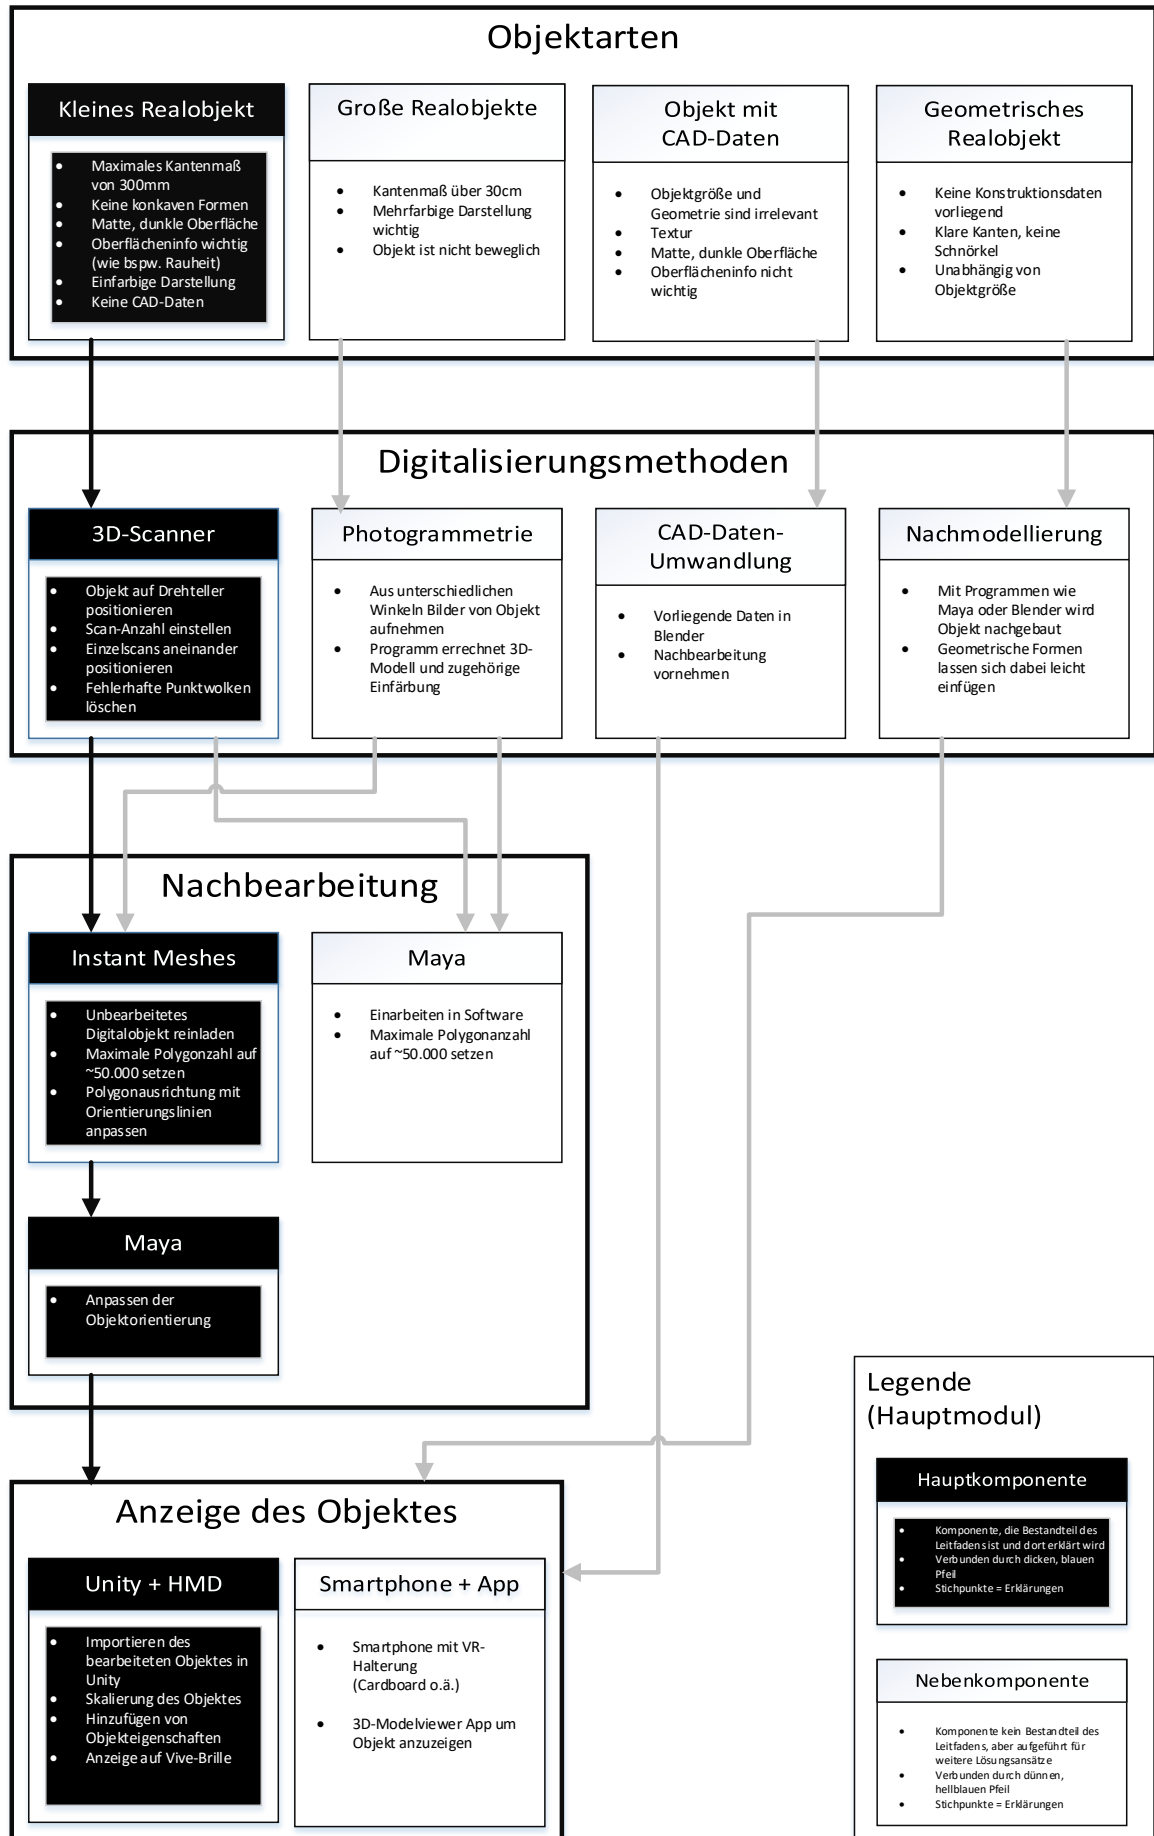 Objektarten
Kleines Realobjekt
• Maximales Kantenmaß
von 300mm
• Keine konkaven Formen
• Matte, dunkle Oberfläche
• Oberflächeninfo wichtig
(wie bspw. Rauheit)
• Einfarbige Darstellung
• Keine CAD-Daten
Große Realobjekte
• Kantenmaß über 30cm
• Mehrfarbige Darstellung
wichtig
• Objekt ist nicht beweglich
Objekt mit
CAD-Daten
• Objektgröße und
Geometrie sind irrelevant
• Textur
• Matte, dunkle Oberfläche
• Oberflächeninfo nicht
wichtig
Geometrisches
Realobjekt
• Keine Konstruktionsdaten
vorliegend
• Klare Kanten, keine
Schnörkel
• Unabhängig von
Objektgröße
Digitalisierungsmethoden
3D-Scanner
• Objekt auf Drehteller
positionieren
• Scan-Anzahl einstellen
• Einzelscans aneinander
positionieren
• Fehlerhafte Punktwolken
löschen
Photogrammetrie
• Aus unterschiedlichen
Winkeln Bilder von Objekt
aufnehmen
• Programm errechnet 3D-
Modell und zugehörige
Einfärbung
CAD-Daten-
Umwandlung
• Vorliegende Daten in
Blender
• Nachbearbeitung
vornehmen
Nachmodellierung
• Mit Programmen wie
Maya oder Blender wird
Objekt nachgebaut
• Geometrische Formen
lassen sich dabei leicht
einfügen
Nachbearbeitung
Instant Meshes
• Unbearbeitetes
Digitalobjekt reinladen
• Maximale Polygonzahl auf
~50.000 setzen
• Polygonausrichtung mit
Orientierungslinien
anpassen
Maya
• Einarbeiten in Software
• Maximale Polygonanzahl
auf ~50.000 setzen
Maya
• Anpassen der
Objektorientierung
Anzeige des Objektes
Unity + HMD
• Importieren des
bearbeiteten Objektes in
Unity
• Skalierung des Objektes
• Hinzufügen von
Objekteigenschaften
• Anzeige auf Vive-Brille
Smartphone + App
• Smartphone mit VR-
Halterung
(Cardboard o.ä.)
• 3D-Modelviewer App um
Objekt anzuzeigen
Legende
(Hauptmodul)
Hauptkomponente
• Komponente, die Bestandteil des
Leitfadens ist und dort erklärt wird
• Verbunden durch dicken, blauen
Pfeil
• Stichpunkte = Erklärungen
Nebenkomponente
• Komponente kein Bestandteil des
Leitfadens, aber aufgeführt für
weitere Lösungsansätze
• Verbunden durch dünnen,
hellblauen Pfeil
• Stichpunkte = Erklärungen